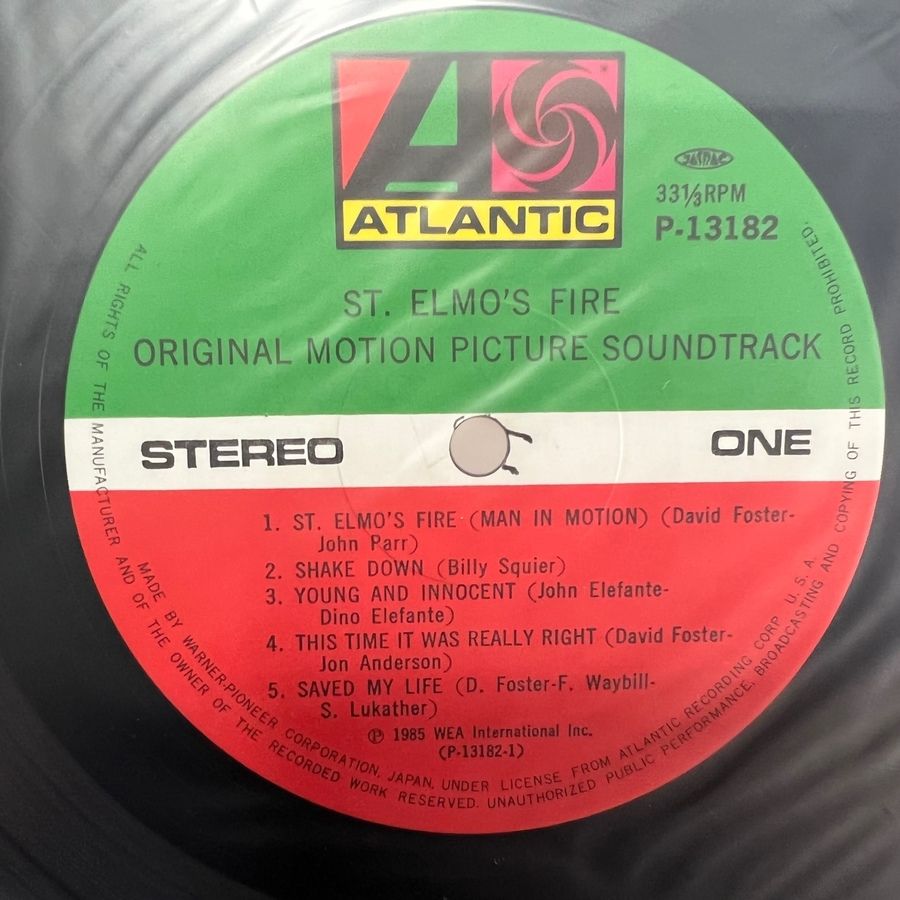 A
ATLANTIC
JASRAC
33⅓RPM
P-13182
ST. ELMO'S FIRE
ORIGINAL MOTION PICTURE SOUNDTRACK
STEREO
ONE
1. ST. ELMO'S FIRE (MAN IN MOTION) (David Foster-
John Parr)
2. SHAKE DOWN (Billy Squier)
3. YOUNG AND INNOCENT (John Elefante-
Dino Elefante)
4. THIS TIME IT WAS REALLY RIGHT (David Foster-
Jon Anderson)
5. SAVED MY LIFE (D. Foster-F. Waybill-
S. Lukather)
℗ 1985 WEA International Inc.
(P-13182-1)
MADE BY WARNER-PIONEER CORPORATION, JAPAN, UNDER LICENSE FROM ATLANTIC RECORDING CORP. U. S. A.
ALL RIGHTS OF THE MANUFACTURER AND OF THE OWNER OF THE RECORDED WORK RESERVED. UNAUTHORIZED PUBLIC PERFORMANCE, BROADCASTING AND COPYING OF THIS RECORD PROHIBITED